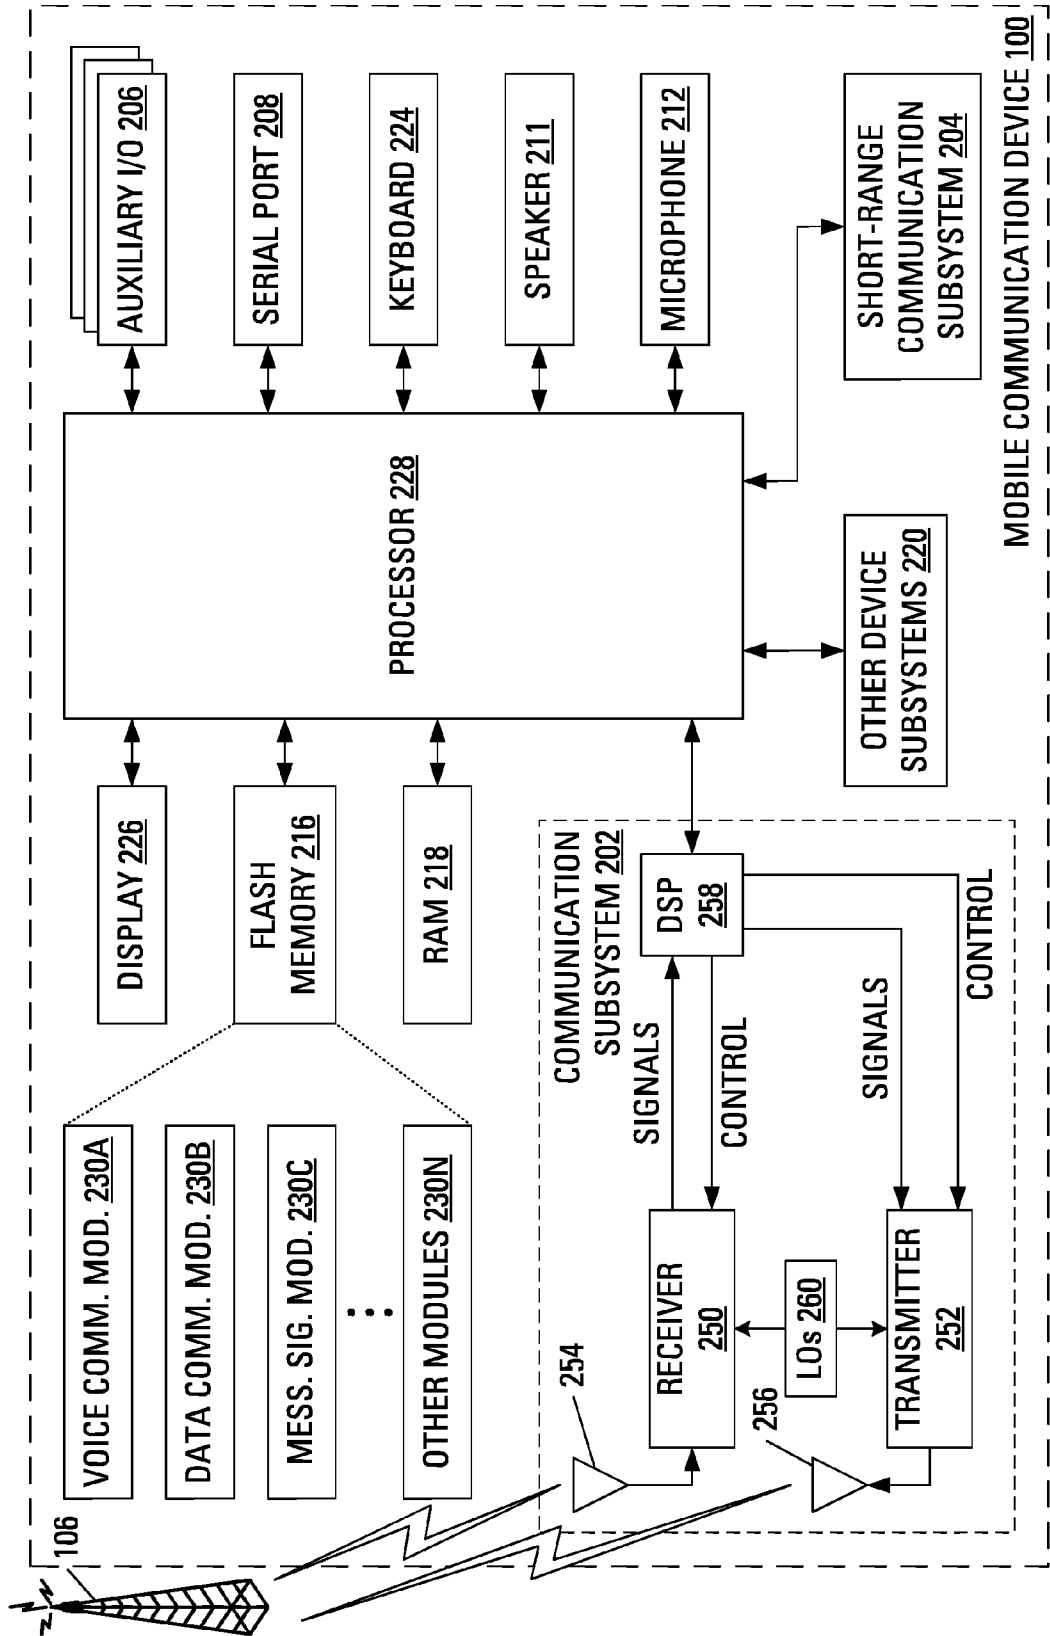 106
VOICE COMM. MOD. 230A
DATA COMM. MOD. 230B
MESS. SIG. MOD. 230C
OTHER MODULES 230N
DISPLAY 226
FLASH
MEMORY 216
RAM 218
PROCESSOR 228
AUXILIARY I/O 206
SERIAL PORT 208
KEYBOARD 224
SPEAKER 211
MICROPHONE 212
SHORT-RANGE
COMMUNICATION
SUBSYSTEM 204
OTHER DEVICE
SUBSYSTEMS 220
COMMUNICATION
SUBSYSTEM 202
254
RECEIVER
250
SIGNALS
CONTROL
DSP
258
LOs 260
256
TRANSMITTER
252
SIGNALS
CONTROL
MOBILE COMMUNICATION DEVICE 100